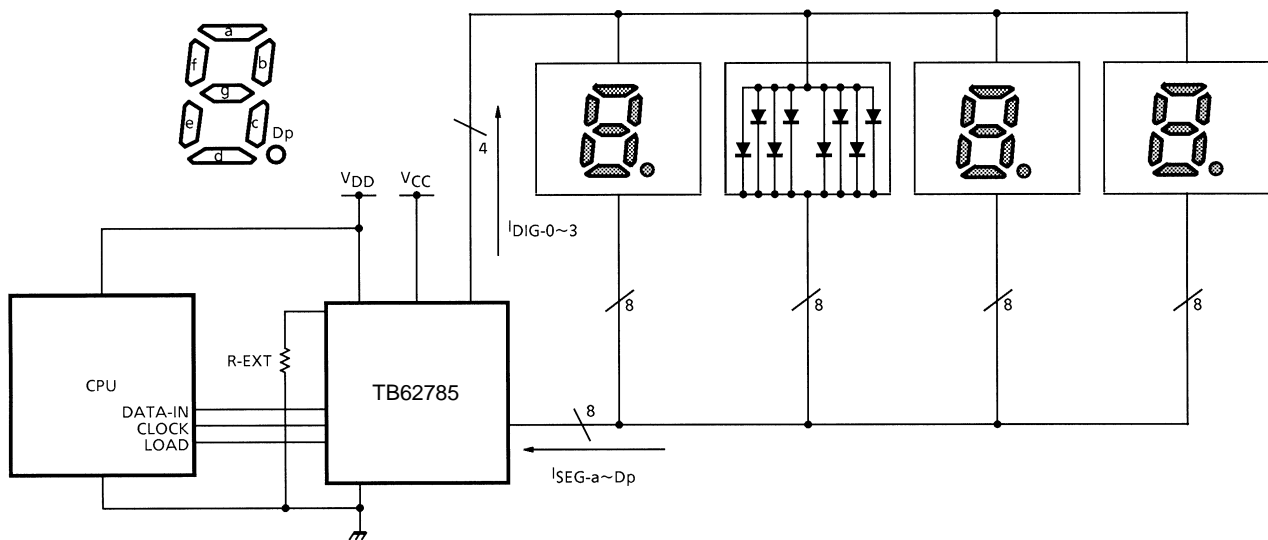 a
f
b
g
e
c
Dp
d
4
VDD
VCC
IDIG-0~3
8
8
8
8
R-EXT
CPU
TB62785
DATA-IN
CLOCK
LOAD
8
ISEG-a~Dp